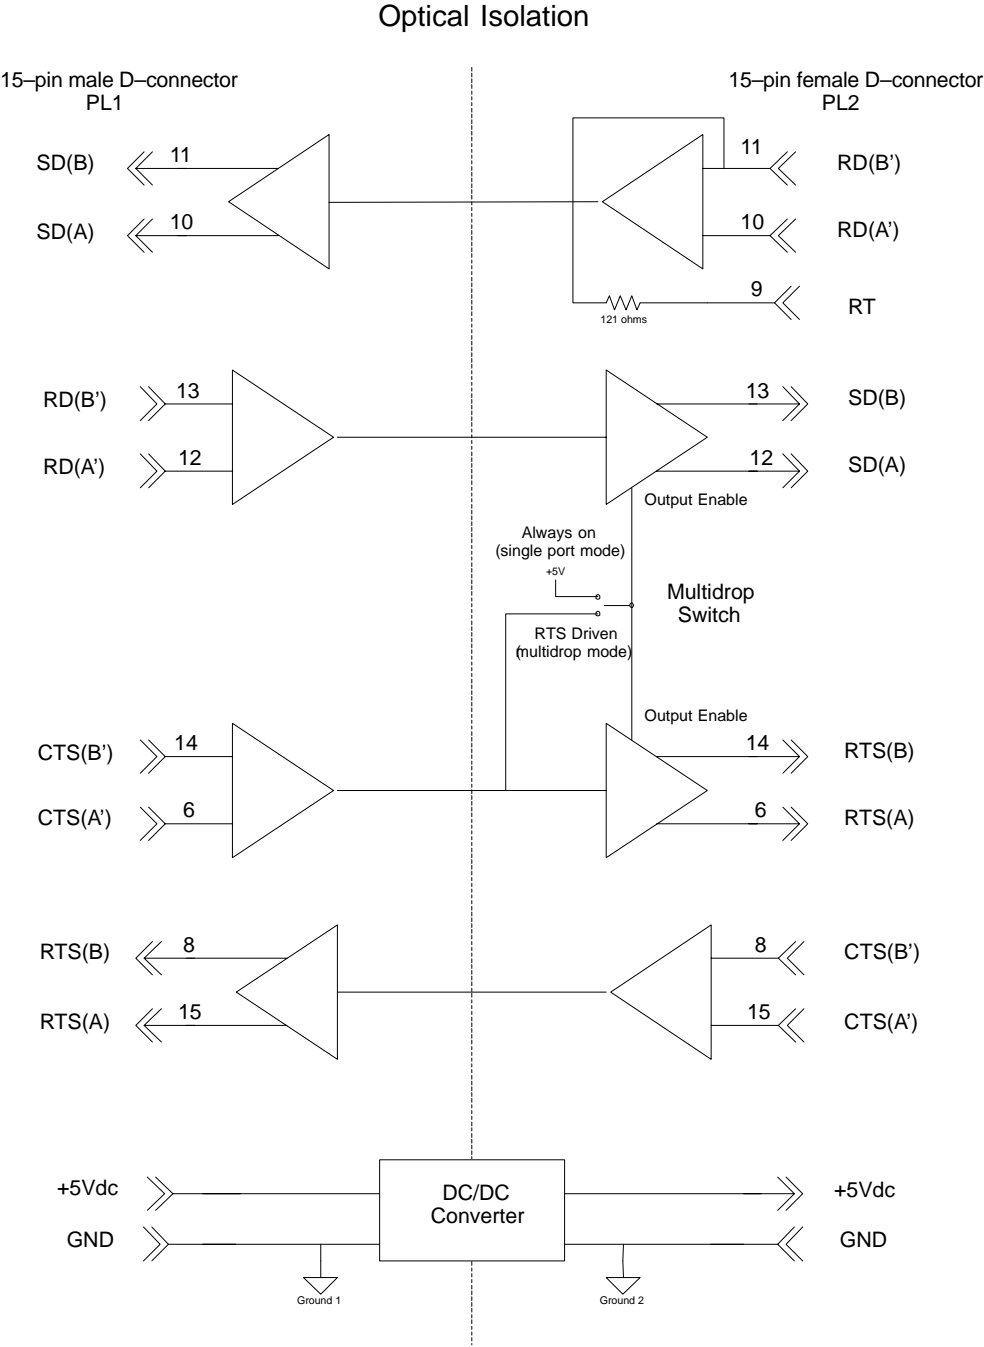 Optical Isolation
15–pin male D–connector
PL1
15–pin female D–connector
PL2
SD(B) 11
11 RD(B’)
SD(A) 10
10 RD(A’)
9 RT
121 ohms
RD(B’) 13
13 SD(B)
RD(A’) 12
12 SD(A)
Output Enable
Always on
(single port mode)
+5V
Multidrop
Switch
RTS Driven
(multidrop mode)
Output Enable
CTS(B’) 14
14 RTS(B)
CTS(A’) 6
6 RTS(A)
RTS(B) 8
8 CTS(B’)
RTS(A) 15
15 CTS(A’)
+5Vdc
DC/DC
Converter
+5Vdc
GND
GND
Ground 1
Ground 2